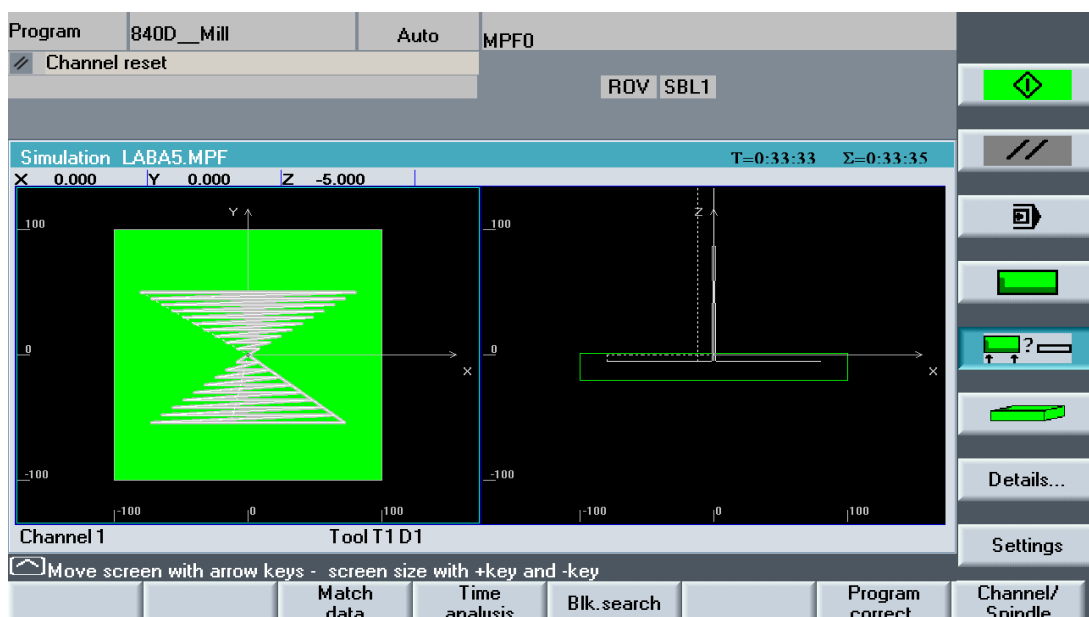 Program 840D__Mill Auto MPF0
Channel reset
ROV SBL1
Simulation LABA5.MPF T=0:33:33 Σ=0:33:35
X 0.000 Y 0.000 Z -5.000
Y Z
100 100
0 X 0 X
?
-100 -100
-100 0 100 -100 0 100
Details...
Channel 1 Tool T1 D1
Settings
Move screen with arrow keys - screen size with +key and -key
Match data
Time analysis
Blk.search
Program correct
Channel/ Spindle